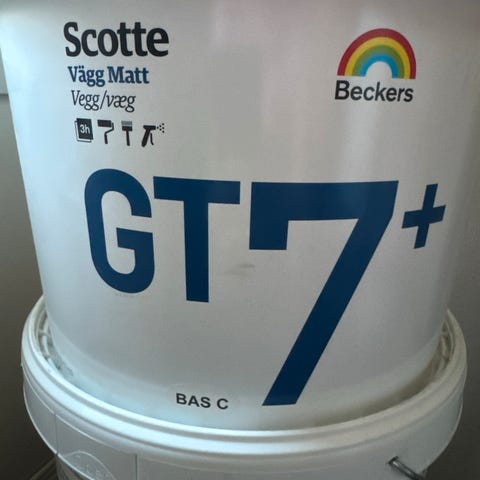 Scotte
Vägg Matt
Vegg/væg
3h
Beckers
GT7+
BAS C